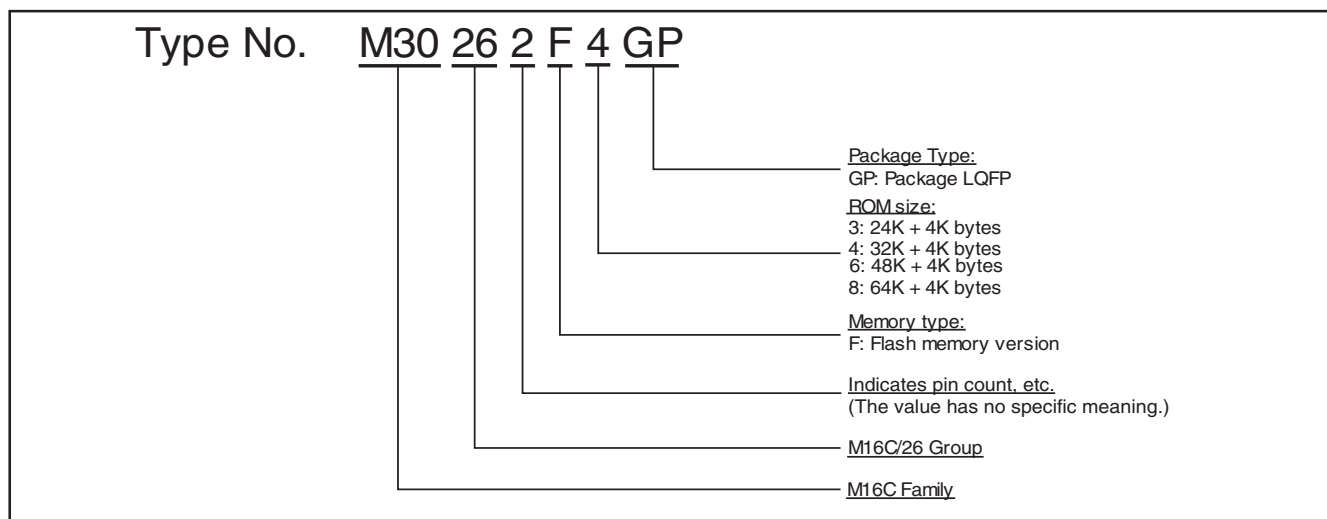 Type No. M30 26 2 F 4 GP
Package Type:
GP: Package LQFP
ROM size:
3: 24K + 4K bytes
4: 32K + 4K bytes
6: 48K + 4K bytes
8: 64K + 4K bytes
Memory type:
F: Flash memory version
Indicates pin count, etc.
(The value has no specific meaning.)
M16C/26 Group
M16C Family